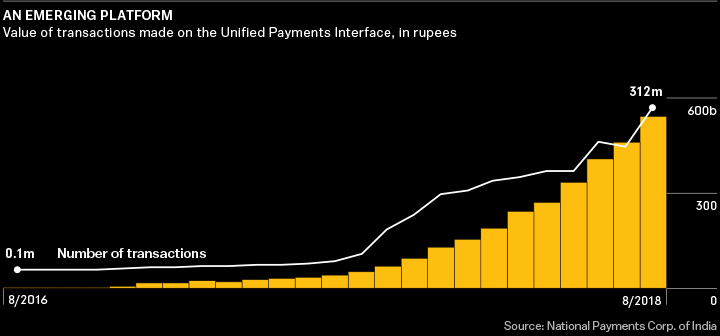 AN EMERGING PLATFORM
Value of transactions made on the Unified Payments Interface, in rupees
312m
600b
300
0.1m Number of transactions
8/2016 8/2018 0
Source: National Payments Corp. of India